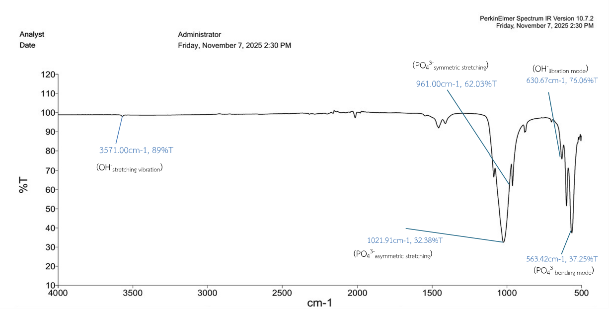 PerkinElmer Spectrum IR Version 10.7.2
Friday, November 7, 2025 2:30 PM
Analyst Administrator
Date Friday, November 7, 2025 2:30 PM
(PO₄³⁻ symmetric stretching)
961.00cm-1, 62.03%T
(OH⁻ libration mode)
630.67cm-1, 76.06%T
3571.00cm-1, 89%T
(OH stretching vibration)
1021.91cm-1, 32.38%T
(PO₄³⁻ asymmetric stretching)
563.42cm-1, 37.25%T
(PO₄³⁻ bending mode)
%T
120
110
100
90
80
70
60
50
40
30
20
10
4000 3500 3000 2500 2000 1500 1000 500
cm-1